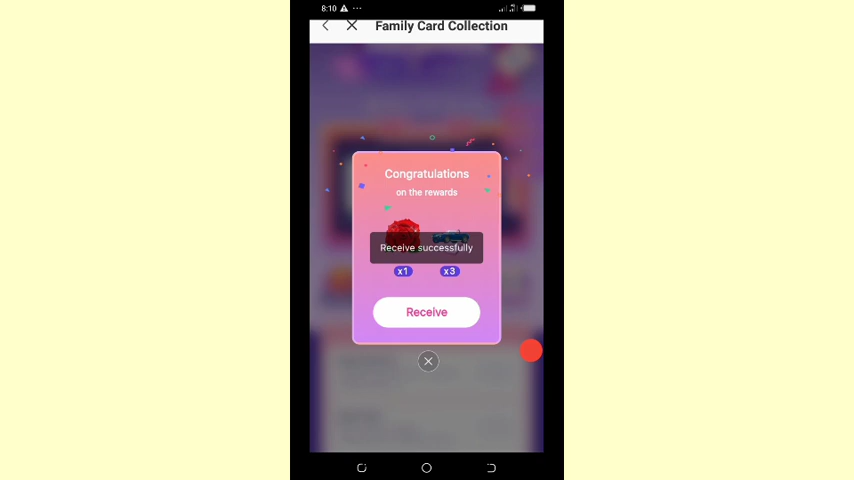 8:10
Family Card Collection
Congratulations
on the rewards
Receive successfully
x1 x3
Receive